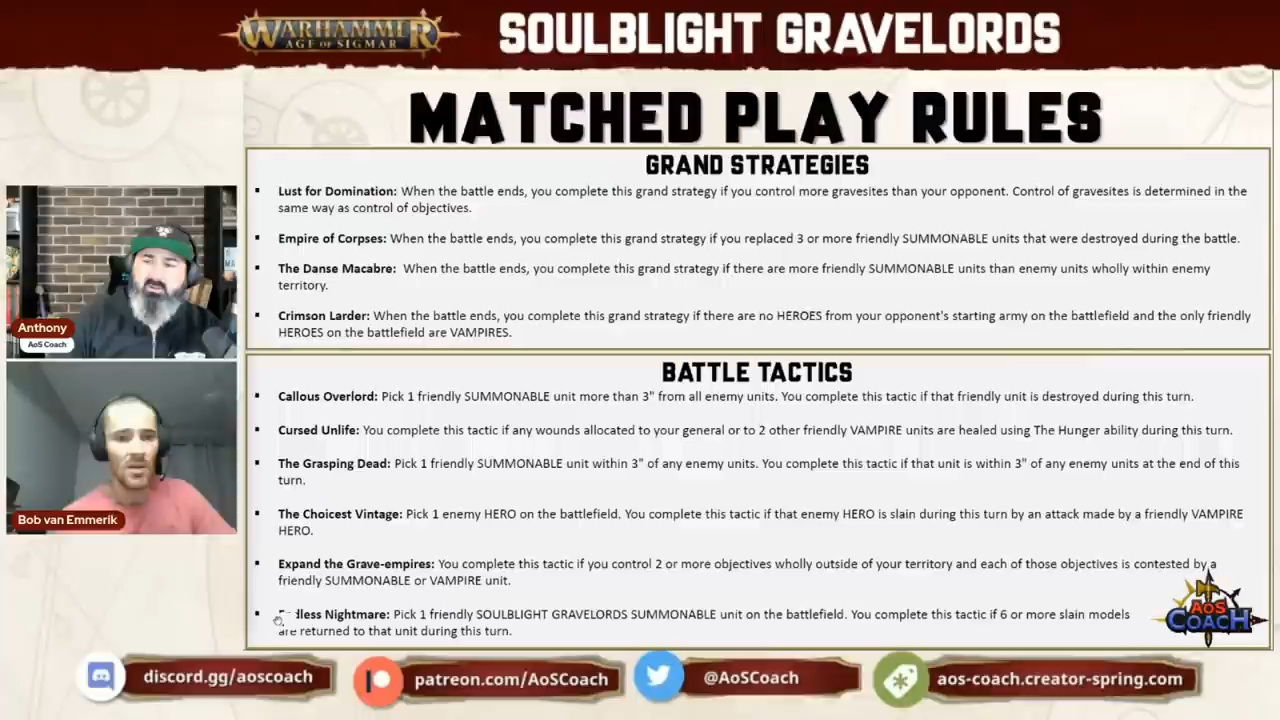 WARHAMMER
AGE OF SIGMAR
SOULBLIGHT GRAVELORDS
MATCHED PLAY RULES
GRAND STRATEGIES
Lust for Domination: When the battle ends, you complete this grand strategy if you control more gravesites than your opponent. Control of gravesites is determined in the
same way as control of objectives.
Empire of Corpses: When the battle ends, you complete this grand strategy if you replaced 3 or more friendly SUMMONABLE units that were destroyed during the battle.
The Danse Macabre: When the battle ends, you complete this grand strategy if there are more friendly SUMMONABLE units than enemy units wholly within enemy
territory.
Crimson Larder: When the battle ends, you complete this grand strategy if there are no HEROES from your opponent's starting army on the battlefield and the only friendly
HEROES on the battlefield are VAMPIRES.
Anthony
AoS Coach
Bob van Emmerik
BATTLE TACTICS
Callous Overlord: Pick 1 friendly SUMMONABLE unit more than 3" from all enemy units. You complete this tactic if that friendly unit is destroyed during this turn.
Cursed Unlife: You complete this tactic if any wounds allocated to your general or to 2 other friendly VAMPIRE units are healed using The Hunger ability during this turn.
The Grasping Dead: Pick 1 friendly SUMMONABLE unit within 3" of any enemy units. You complete this tactic if that unit is within 3" of any enemy units at the end of this
turn.
The Choicest Vintage: Pick 1 enemy HERO on the battlefield. You complete this tactic if that enemy HERO is slain during this turn by an attack made by a friendly VAMPIRE
HERO.
Expand the Grave-empires: You complete this tactic if you control 2 or more objectives wholly outside of your territory and each of those objectives is contested by a
friendly SUMMONABLE or VAMPIRE unit.
Nightmare: Pick 1 friendly SOULBLIGHT GRAVELORDS SUMMONABLE unit on the battlefield. You complete this tactic if 6 or more slain models
are returned to that unit during this turn.
AOS
COACH
discord.gg/aoscoach
patreon.com/AoSCoach
@AoSCoach
aos-coach.creator-spring.com